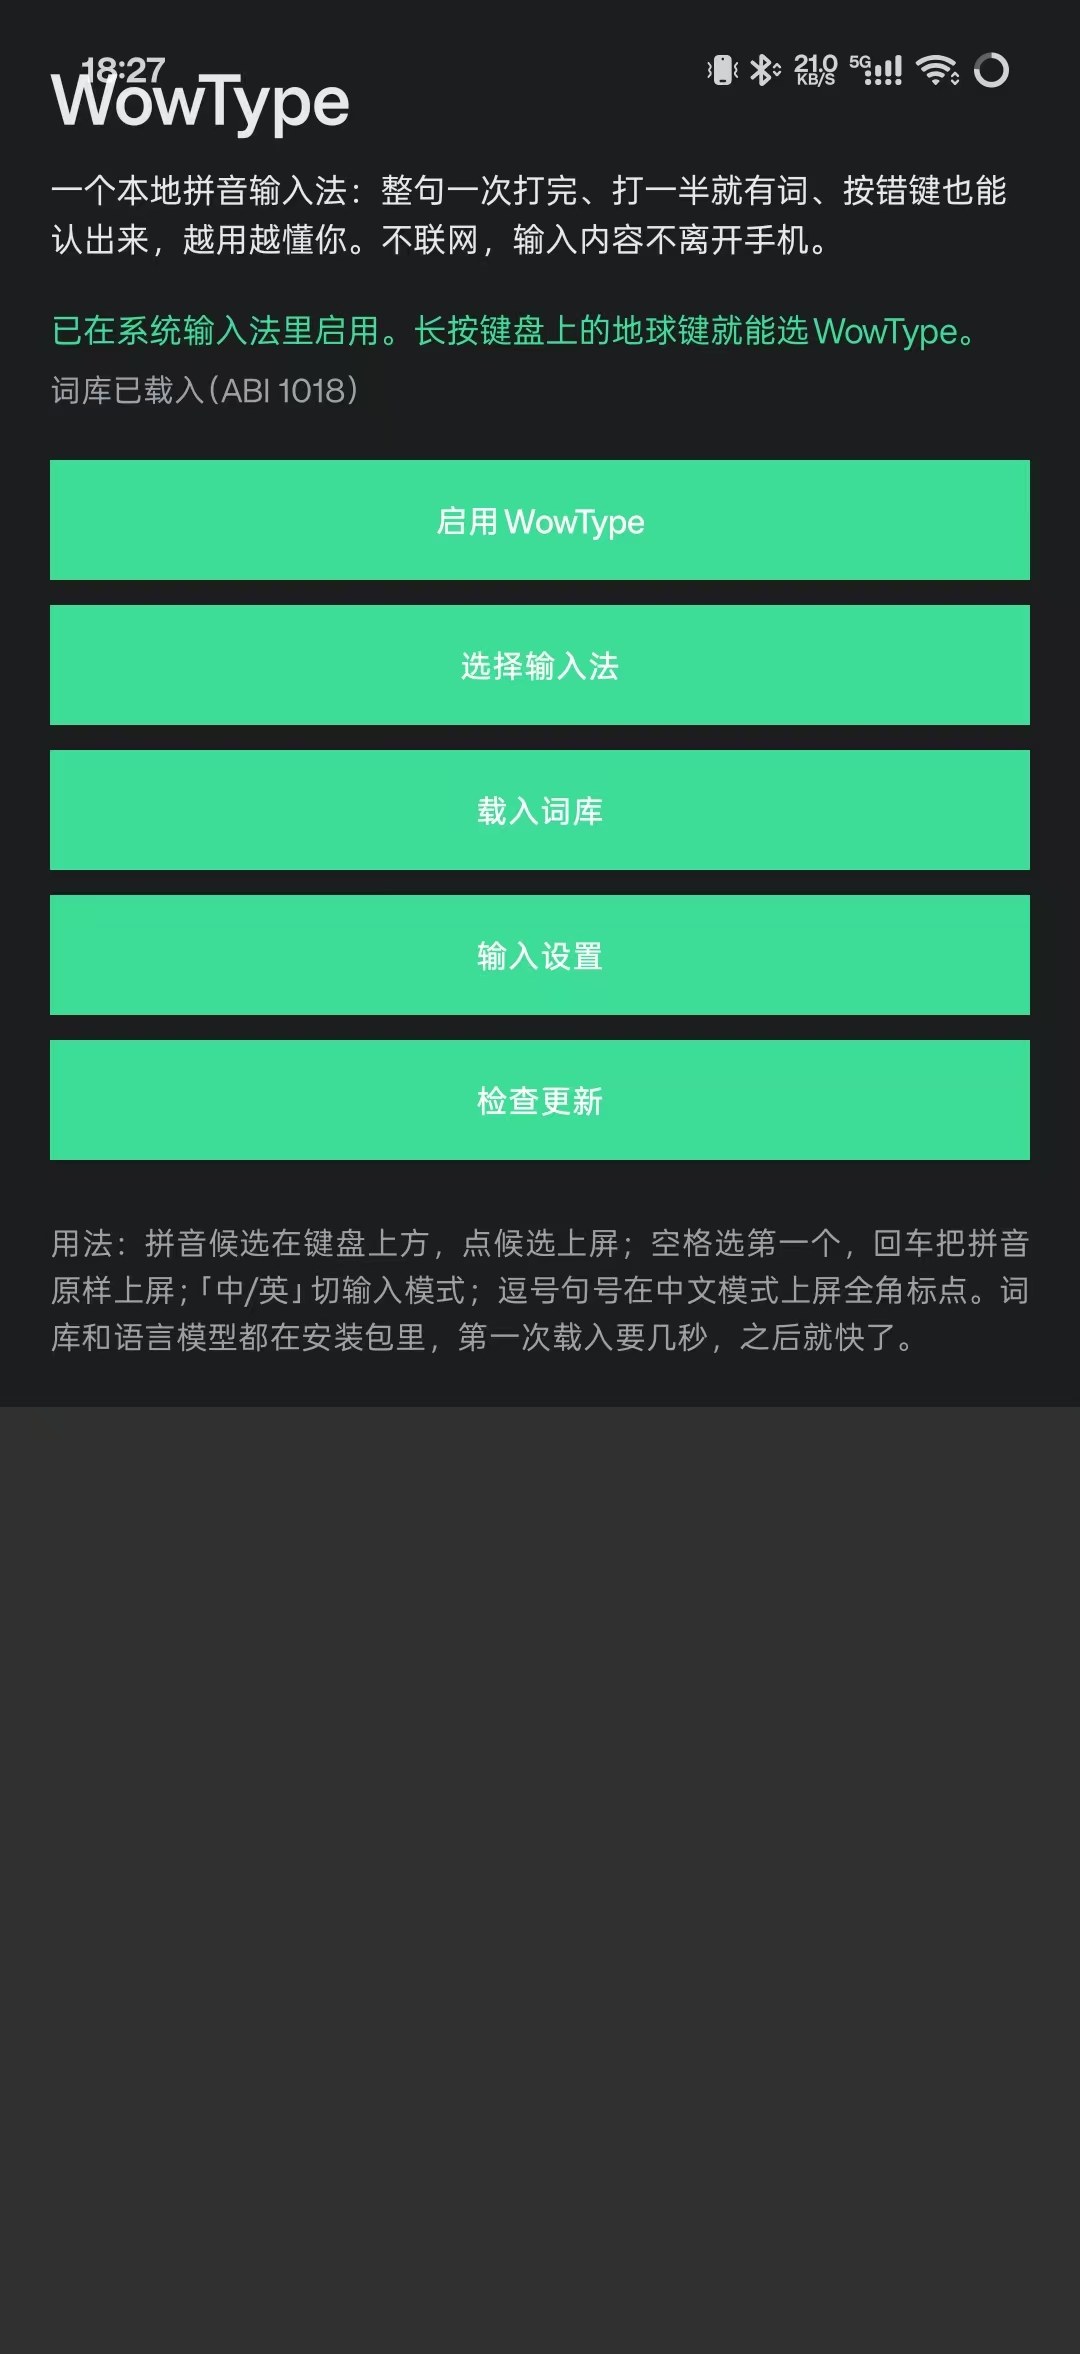 18:27
21.0 KB/S 5G
WowType
一个本地拼音输入法：整句一次打完、打一半就有词、按错键也能
认出来，越用越懂你。不联网，输入内容不离开手机。
已在系统输入法里启用。长按键盘上的地球键就能选 WowType。
词库已载入（ABI 1018）
启用 WowType
选择输入法
载入词库
输入设置
检查更新
用法：拼音候选在键盘上方，点候选上屏；空格选第一个，回车把拼音
原样上屏；「中/英」切输入模式；逗号句号在中文模式上屏全角标点。词
库和语言模型都在安装包里，第一次载入要几秒，之后就快了。